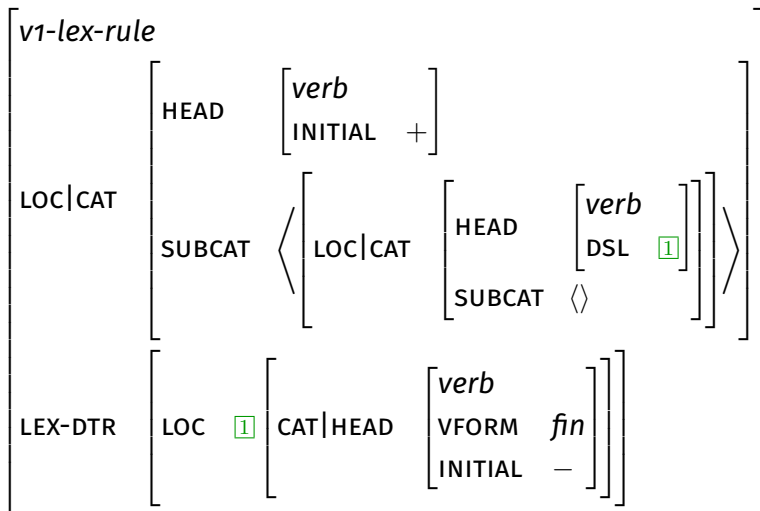 v1-lex-rule
LOC|CAT
HEAD
verb
INITIAL +
SUBCAT ⟨
LOC|CAT
HEAD
verb
DSL 1
SUBCAT ⟨⟩
⟩
LEX-DTR
LOC 1
CAT|HEAD
verb
VFORM fin
INITIAL −